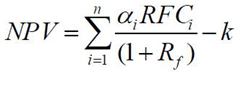 NPV = \sum_{i=1}^{n} \frac{\alpha_i RFC_i}{(1 + R_f)} - k